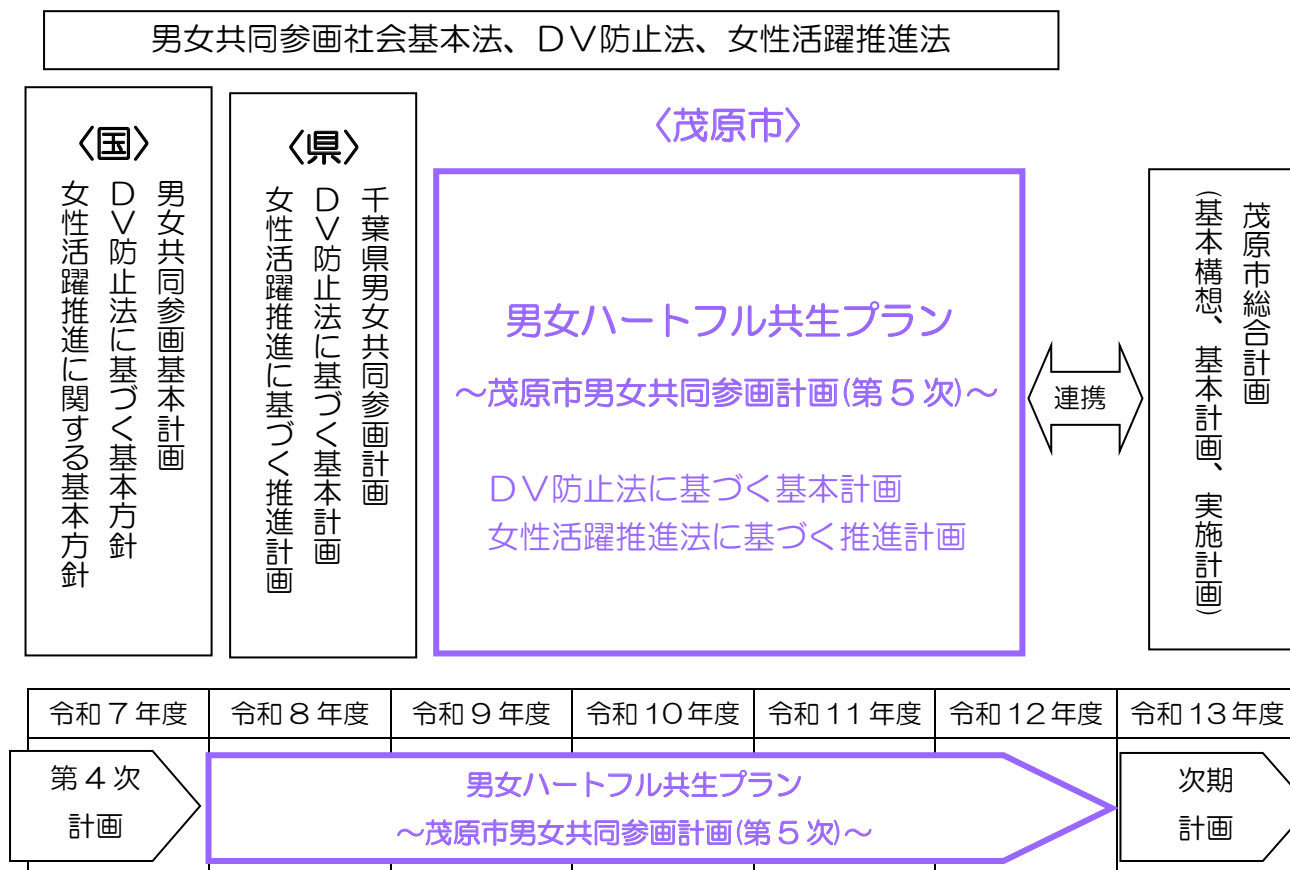 男女共同参画社会基本法、DV防止法、女性活躍推進法
〈国〉
男女共同参画基本計画
DV防止法に基づく基本方針
女性活躍推進に関する基本方針
〈県〉
千葉県男女共同参画計画
DV防止法に基づく基本計画
女性活躍推進に基づく推進計画
〈茂原市〉
男女ハートフル共生プラン
~茂原市男女共同参画計画(第5次)~
DV防止法に基づく基本計画
女性活躍推進法に基づく推進計画
連携
茂原市総合計画
(基本構想、基本計画、実施計画)
令和7年度 令和8年度 令和9年度 令和10年度 令和11年度 令和12年度 令和13年度
第4次
計画
男女ハートフル共生プラン
~茂原市男女共同参画計画(第5次)~
次期
計画